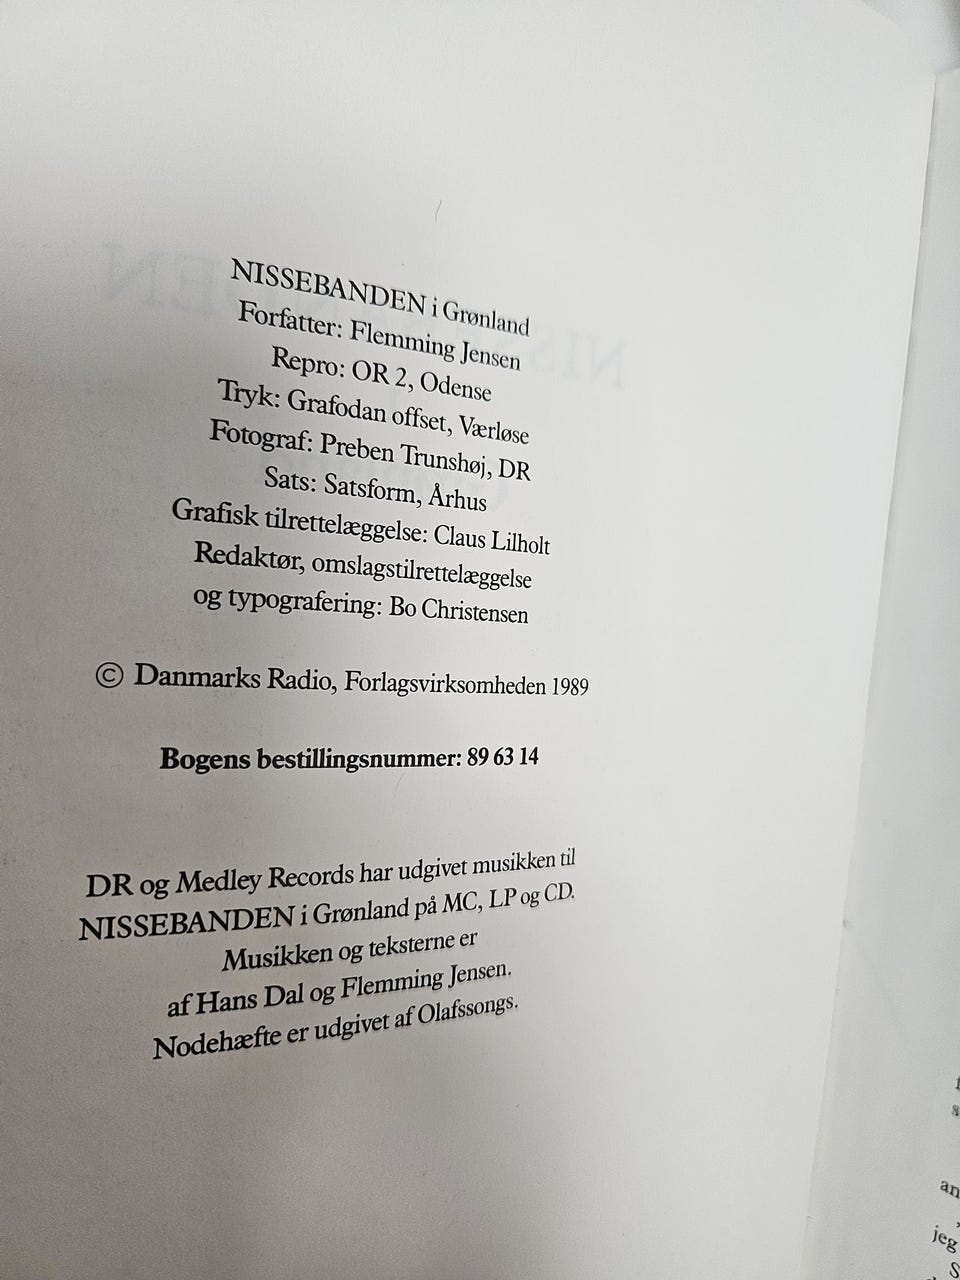 NISSEBANDEN i Grønland
Forfatter: Flemming Jensen
Repro: OR 2, Odense
Tryk: Grafodan offset, Værløse
Fotograf: Preben Trunshøj, DR
Sats: Satsform, Århus
Grafisk tilrettelæggelse: Claus Lilholt
Redaktør, omslagstilrettelæggelse
og typografering: Bo Christensen
© Danmarks Radio, Forlagsvirksomheden 1989
Bogens bestillingsnummer: 89 63 14
DR og Medley Records har udgivet musikken til
NISSEBANDEN i Grønland på MC, LP og CD.
Musikken og teksterne er
af Hans Dal og Flemming Jensen.
Nodehæfte er udgivet af Olafssongs.
jeg